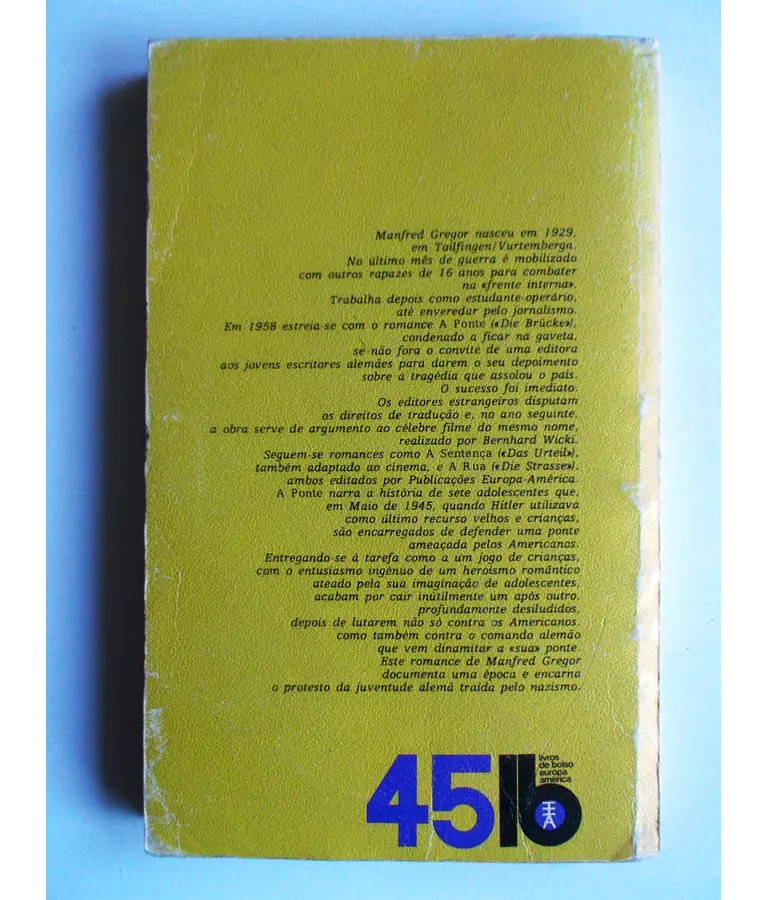 Manfred Gregor nasceu em 1929,
em Tailfingen/Vurtemberga.
No último mês de guerra é mobilizado
com outros rapazes de 16 anos para combater
na «frente interna».
Trabalha depois como estudante-operário,
até enveredar pelo jornalismo.
Em 1958 estreia-se com o romance A Ponte («Die Brücke»),
condenado a ficar na gaveta,
se não fora o convite de uma editora
aos jovens escritores alemães para darem o seu depoimento
sobre a tragédia que assolou o país.
O sucesso foi imediato.
Os editores estrangeiros disputam
os direitos de tradução e, no ano seguinte.
a obra serve de argumento ao célebre filme do mesmo nome,
realizado por Bernhard Wicki.
Seguem-se romances como A Sentença («Das Urteil»),
também adaptado ao cinema, e A Rua («Die Strasse»),
ambos editados por Publicações Europa-América.
A Ponte narra a história de sete adolescentes que,
em Maio de 1945, quando Hitler utilizava
como último recurso velhos e crianças,
são encarregados de defender uma ponte
ameaçada pelos Americanos.
Entregando-se à tarefa como a um jogo de crianças,
com o entusiasmo ingénuo de um heroísmo romântico
ateado pela sua imaginação de adolescentes,
acabam por cair inùtilmente um após outro,
profundamente desiludidos,
depois de lutarem não só contra os Americanos.
como também contra o comando alemão
que vem dinamitar a «sua» ponte.
Este romance de Manfred Gregor
documenta uma época e encarna
o protesto da juventude alemã traída pelo nazismo.
45 lb
livros
de bolso
europa
américa